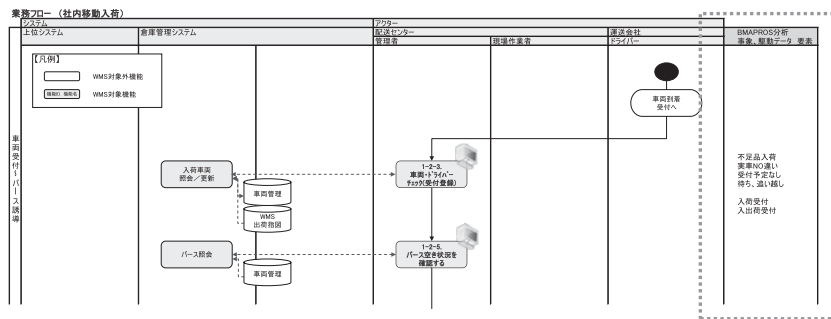 業務フロー（社内移動入荷）
システム
アクター
上位システム
倉庫管理システム
配送センター
運送会社
BMAPROS分析
管理者
現場作業者
ドライバー
事象、駆動データ 要素
【凡例】
WMS対象外機能
機能ID 機能名
WMS対象機能
車両到着
受付へ
車両受付～バース誘導
入荷車両
照会／更新
1-2-3.
車両・ドライバー
チェック(受付登録)
車両管理
WMS
出荷指図
不足品入荷
実車NO違い
受付予定なし
待ち、追い越し
入荷受付
入出荷受付
バース照会
1-2-5.
バース空き状況を
確認する
車両管理